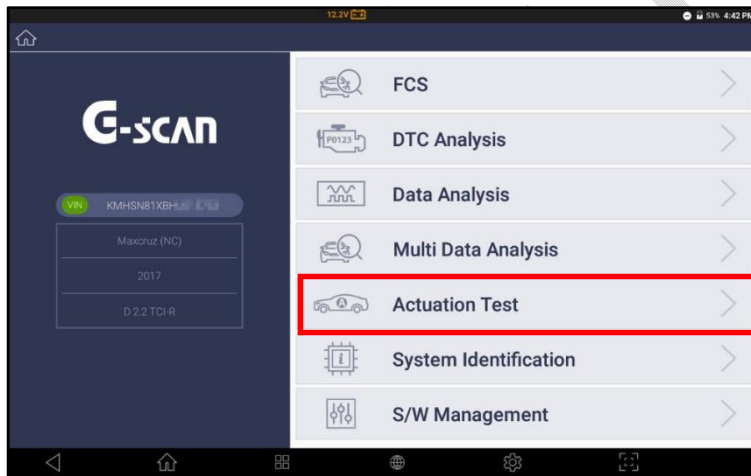 12.2V
53% 4:42 PM
G-scan
VIN KMHSN81XBH
Maxcruz (NC)
2017
D 2.2 TCI-R
FCS
P0123
DTC Analysis
Data Analysis
Multi Data Analysis
Actuation Test
System Identification
S/W Management